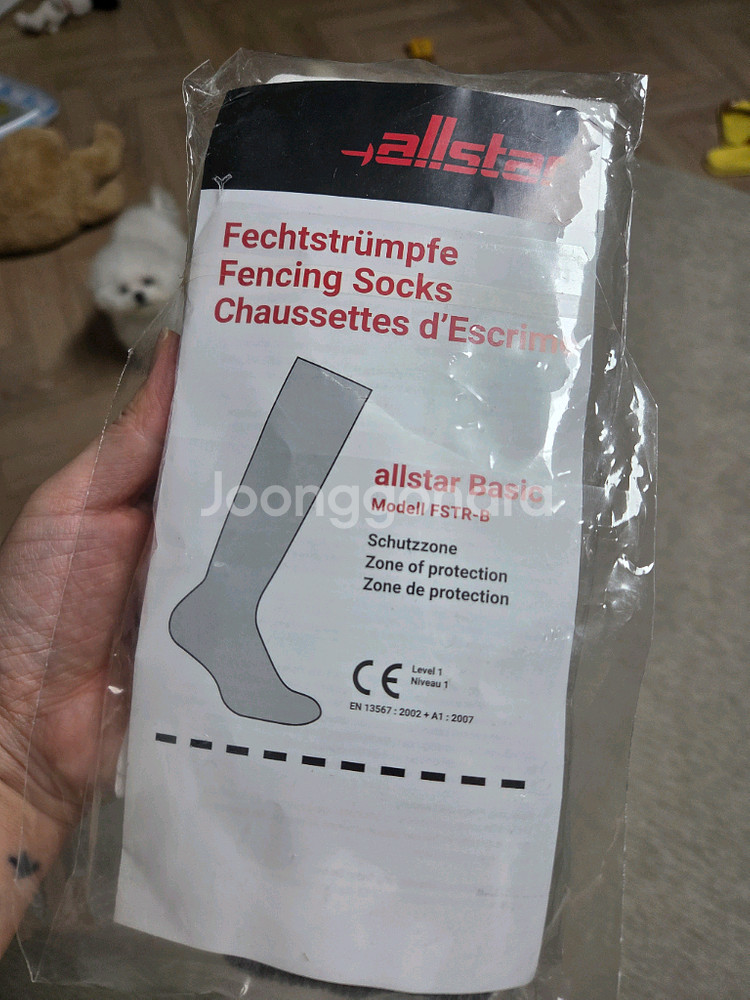 allstar
Fechtstrümpfe
Fencing Socks
Chaussettes d'Escrime
allstar Basic
Modell FSTR-B
Joonggonara
Schutzzone
Zone of protection
Zone de protection
CE
Level 1
Niveau 1
EN 13567 : 2002 + A1 : 2007